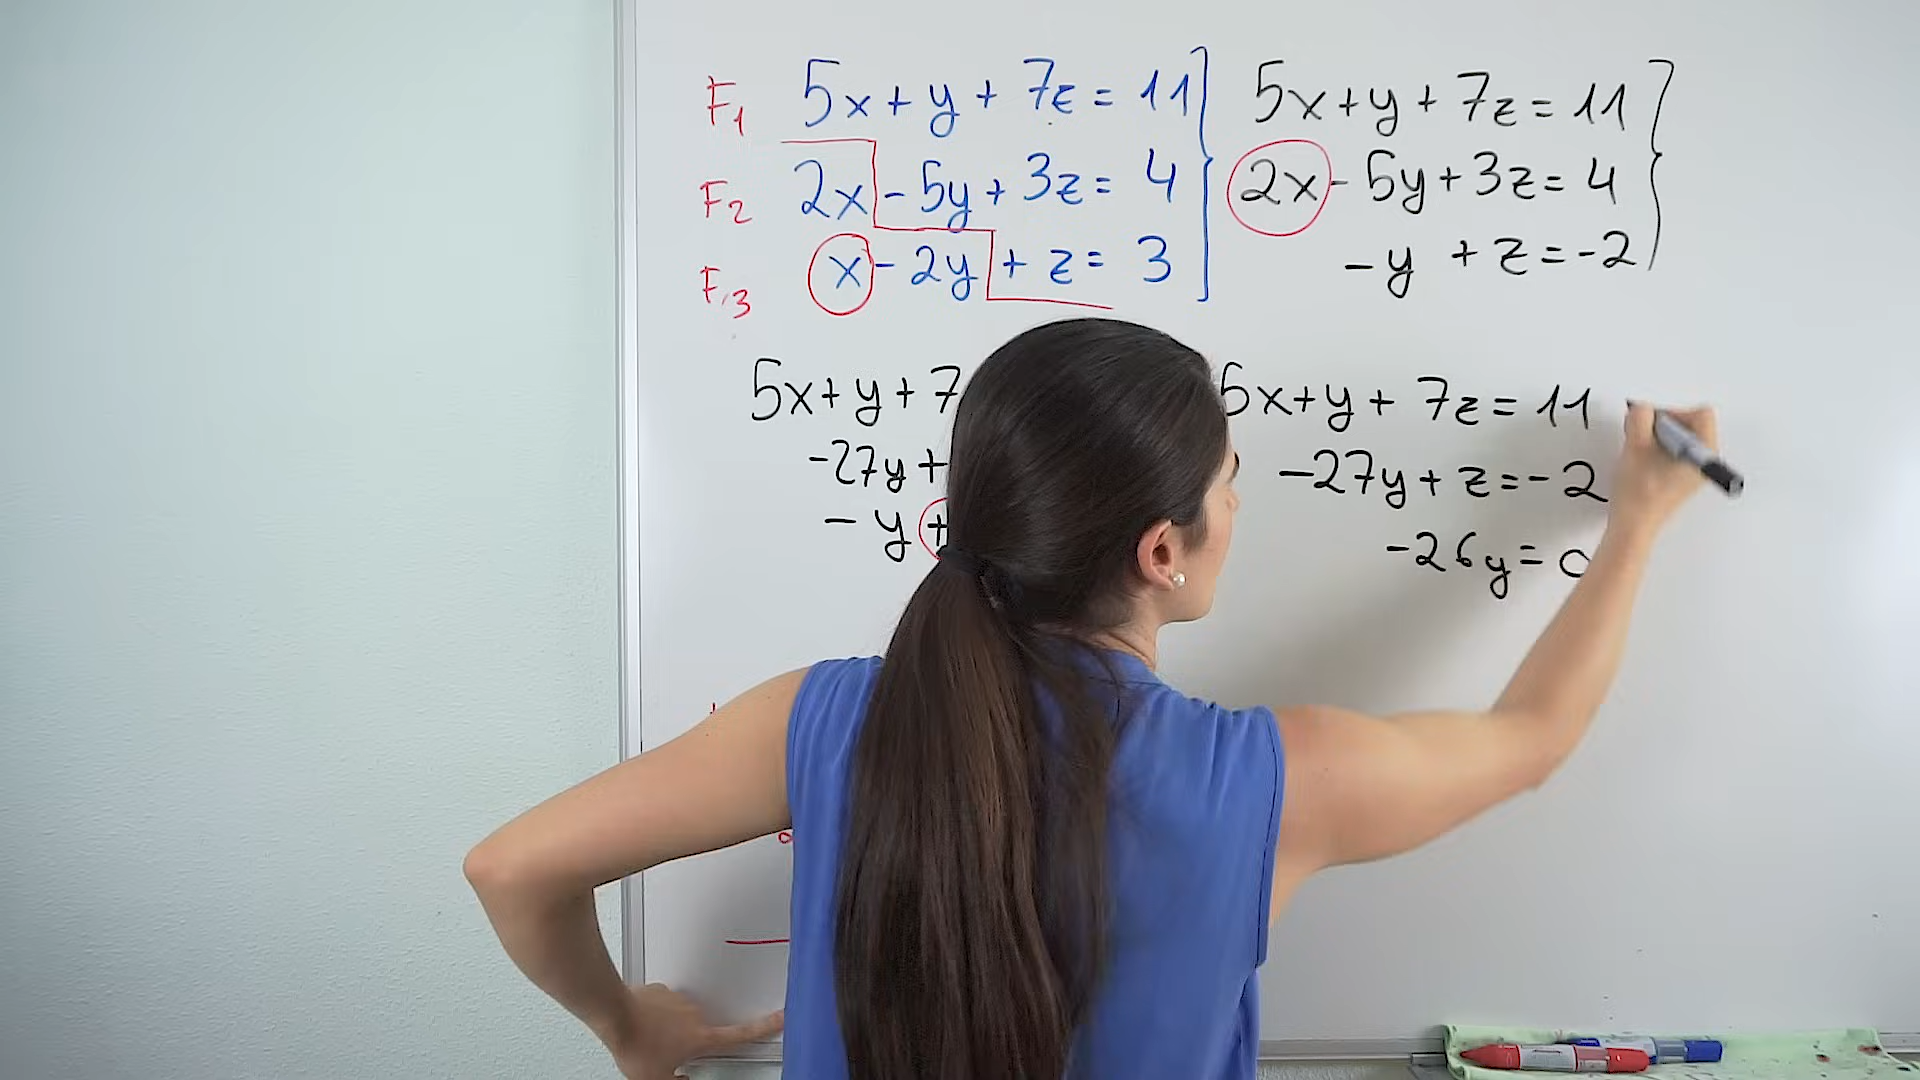 F1 5x + y + 7z = 11
F2 2x - 5y + 3z = 4
F3 x - 2y + z = 3
5x + y + 7z = 11
2x - 5y + 3z = 4
-y + z = -2
5x + y + 7
-27y +
- y +
5x + y + 7z = 11
-27y + z = -2
-26y = 0